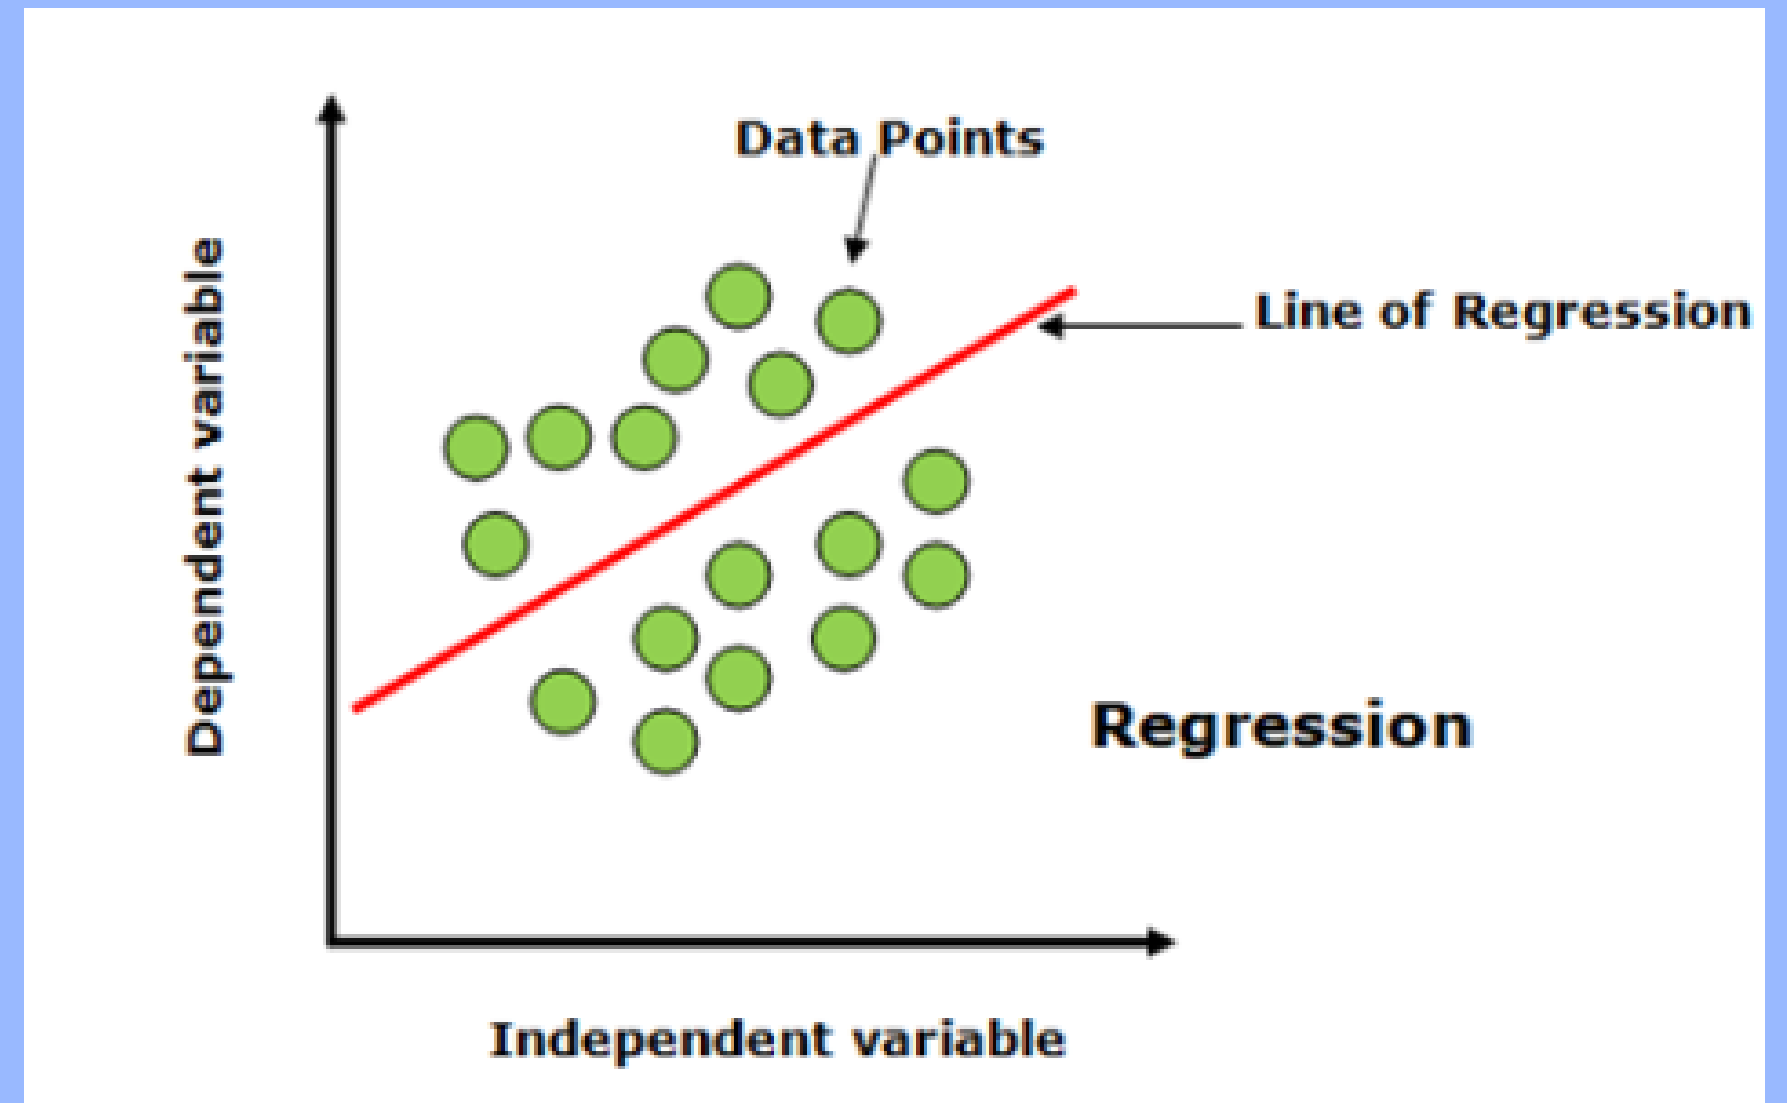 Data Points
Line of Regression
Dependent variable
Regression
Independent variable